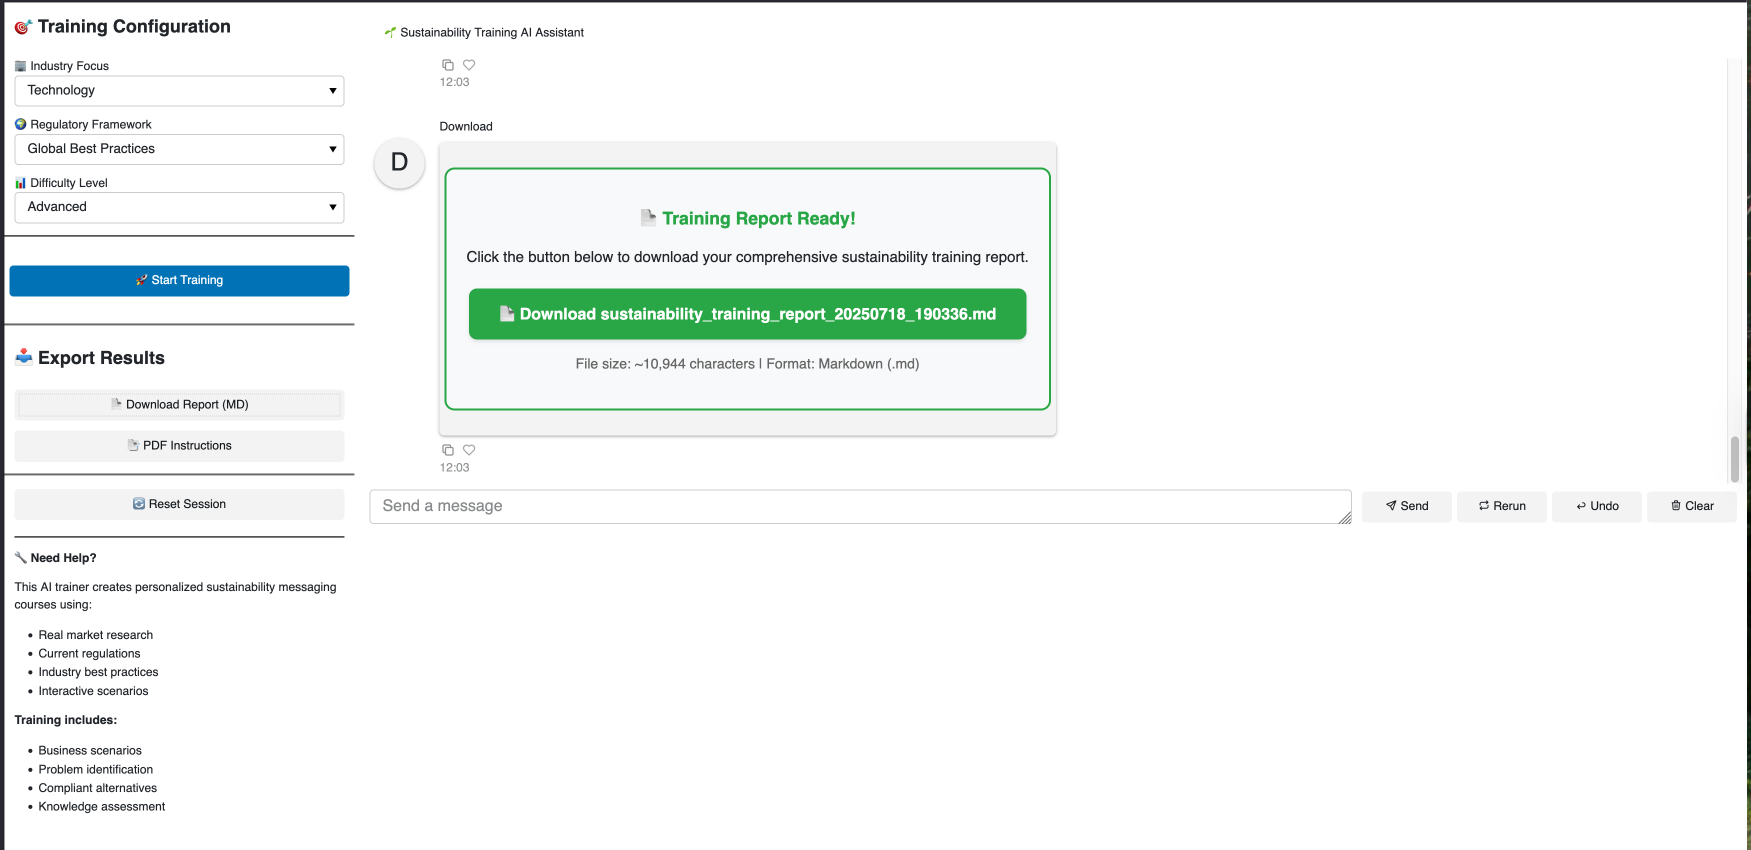 Training Configuration
Industry Focus
Technology
Regulatory Framework
Global Best Practices
Difficulty Level
Advanced
Start Training
Export Results
Download Report (MD)
PDF Instructions
Reset Session
Need Help?
This AI trainer creates personalized sustainability messaging
courses using:
• Real market research
• Current regulations
• Industry best practices
• Interactive scenarios
Training includes:
• Business scenarios
• Problem identification
• Compliant alternatives
• Knowledge assessment
Sustainability Training AI Assistant
12:03
Download
D
Training Report Ready!
Click the button below to download your comprehensive sustainability training report.
Download sustainability_training_report_20250718_190336.md
File size: ~10,944 characters | Format: Markdown (.md)
12:03
Send a message
Send
Rerun
Undo
Clear